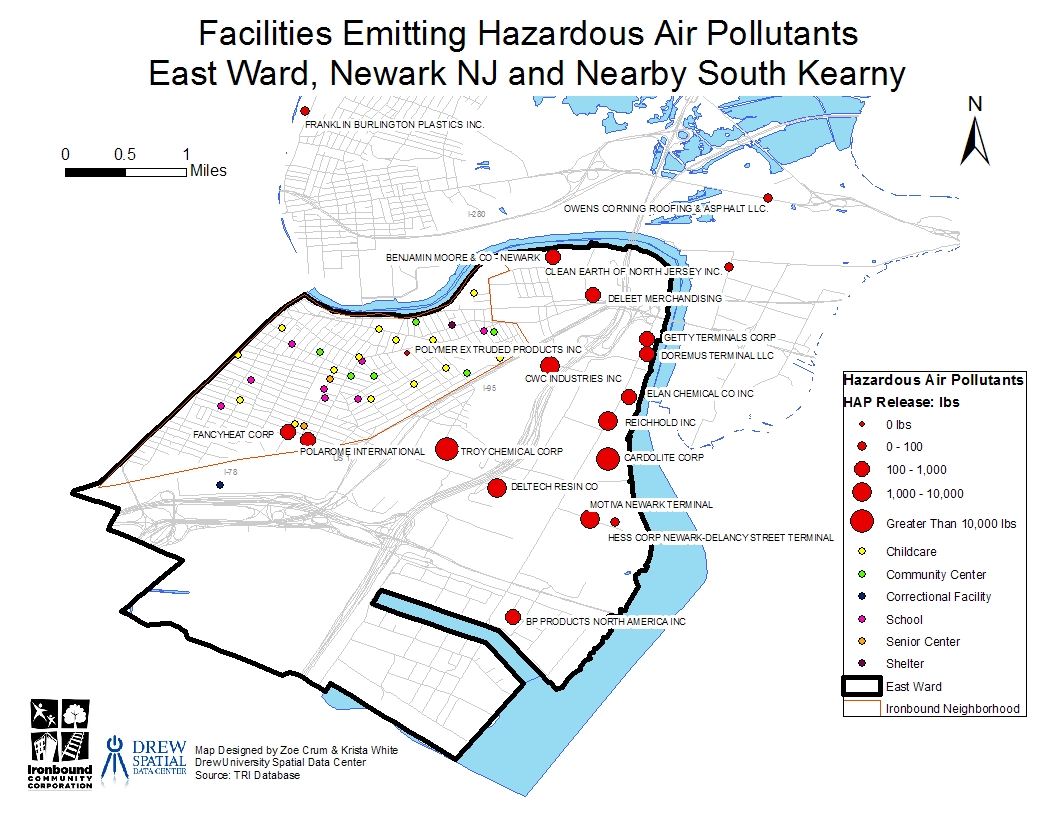 Facilities Emitting Hazardous Air Pollutants
East Ward, Newark NJ and Nearby South Kearny
N
0 0.5 1
Miles
FRANKLIN BURLINGTON PLASTICS INC.
OWENS CORNING ROOFING & ASPHALT LLC.
I-280
BENJAMIN MOORE & CO - NEWARK
CLEAN EARTH OF NORTH JERSEY INC
DELEET MERCHANDISING
GETTY TERMINALS CORP
POLYMER EXTRUDED PRODUCTS INC
DOREMUS TERMINAL LLC
CWC INDUSTRIES INC
I-95
ELAN CHEMICAL CO INC
REICHHOLD INC
FANCYHEAT CORP
POLAROME INTERNATIONAL
TROY CHEMICAL CORP
CARDOLITE CORP
I-78
DELTECH RESIN CO
MOTIVA NEWARK TERMINAL
HESS CORP NEWARK-DELANCY STREET TERMINAL
BP PRODUCTS NORTH AMERICA INC
Hazardous Air Pollutants
HAP Release: lbs
0 lbs
0 - 100
100 - 1,000
1,000 - 10,000
Greater Than 10,000 lbs
Childcare
Community Center
Correctional Facility
School
Senior Center
Shelter
East Ward
Ironbound Neighborhood
Ironbound
COMMUNITY
CORPORATION
DREW
SPATIAL
DATA CENTER
Map Designed by Zoe Crum & Krista White
DrewUniversity Spatial Data Center
Source: TRI Database